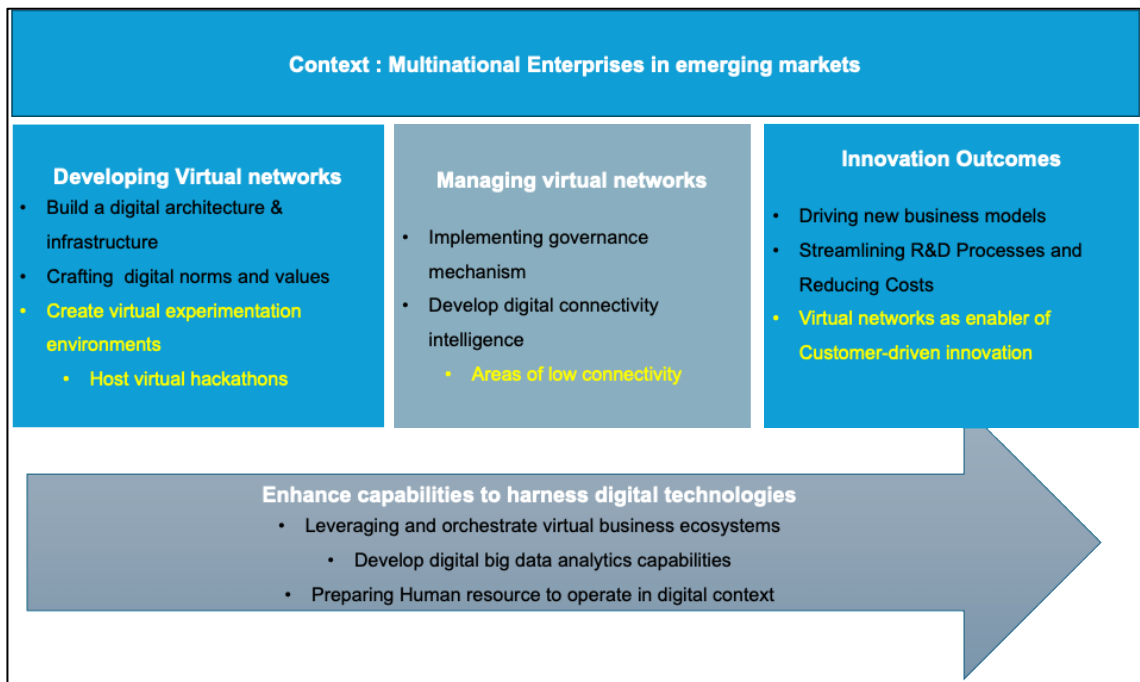 Context : Multinational Enterprises in emerging markets
Developing Virtual networks
• Build a digital architecture &
infrastructure
• Crafting digital norms and values
• Create virtual experimentation
environments
• Host virtual hackathons
Managing virtual networks
• Implementing governance
mechanism
• Develop digital connectivity
intelligence
• Areas of low connectivity
Innovation Outcomes
• Driving new business models
• Streamlining R&D Processes and
Reducing Costs
• Virtual networks as enabler of
Customer-driven innovation
Enhance capabilities to harness digital technologies
• Leveraging and orchestrate virtual business ecosystems
• Develop digital big data analytics capabilities
• Preparing Human resource to operate in digital context